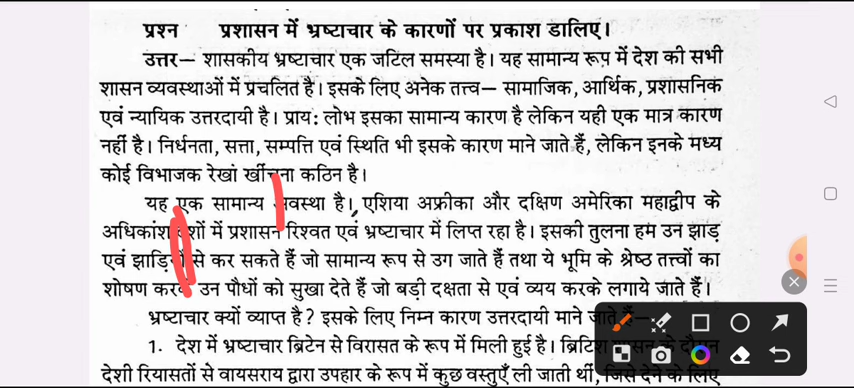 प्रश्न प्रशासन में भ्रष्टाचार के कारणों पर प्रकाश डालिए।
उत्तर— शासकीय भ्रष्टाचार एक जटिल समस्या है। यह सामान्य रूप में देश की सभी
शासन व्यवस्थाओं में प्रचलित है। इसके लिए अनेक तत्त्व— सामाजिक, आर्थिक, प्रशासनिक
एवं न्यायिक उत्तरदायी है। प्राय: लोभ इसका सामान्य कारण है लेकिन यही एक मात्र कारण
नहीं है। निर्धनता, सत्ता, सम्पत्ति एवं स्थिति भी इसके कारण माने जाते हैं, लेकिन इनके मध्य
कोई विभाजक रेखां खींचना कठिन है।
यह एक सामान्य अवस्था है। एशिया अफ्रीका और दक्षिण अमेरिका महाद्वीप के
अधिकांश देशों में प्रशासन रिश्वत एवं भ्रष्टाचार में लिप्त रहा है। इसकी तुलना हम उन झाड़
एवं झाड़ियों से कर सकते हैं जो सामान्य रूप से उग जाते हैं तथा ये भूमि के श्रेष्ठ तत्त्वों का
शोषण करके उन पौधों को सुखा देते हैं जो बड़ी दक्षता से एवं व्यय करके लगाये जाते हैं।
भ्रष्टाचार क्यों व्याप्त है? इसके लिए निम्न कारण उत्तरदायी माने जाते हैं—
1. देश में भ्रष्टाचार ब्रिटेन से विरासत के रूप में मिली हुई है। ब्रिटिश शासन के दौरान
देशी रियासतों से वायसराय द्वारा उपहार के रूप में कुछ वस्तुएँ ली जाती थीं, जिसे देने के लिए